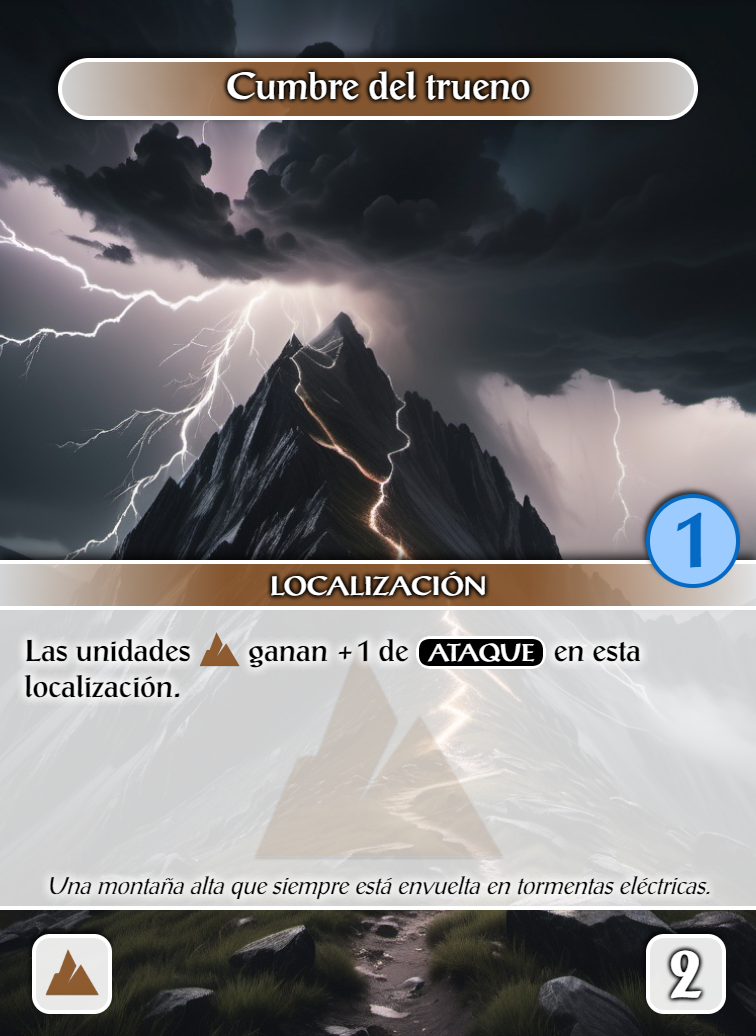 Cumbre del trueno
1
LOCALIZACIÓN
Las unidades ganan +1 de ATAQUE en esta
localización.
Una montaña alta que siempre está envuelta en tormentas eléctricas.
2